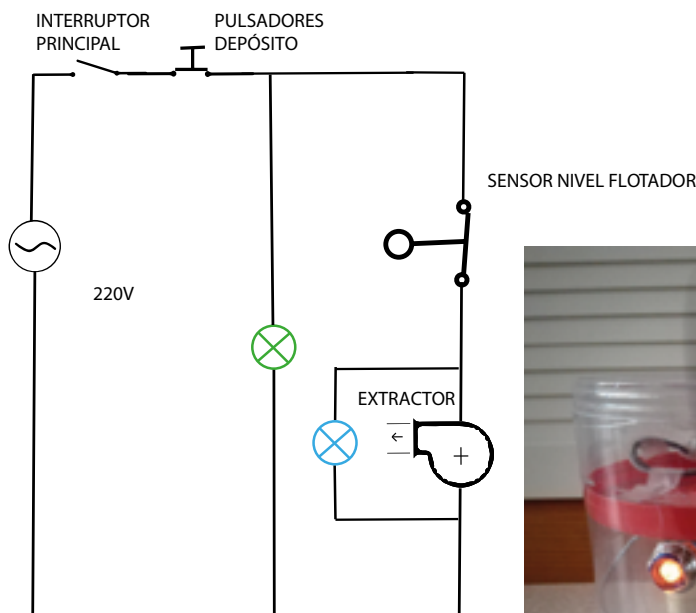 INTERRUPTOR
PRINCIPAL
PULSADORES
DEPÓSITO
SENSOR NIVEL FLOTADOR
220V
EXTRACTOR